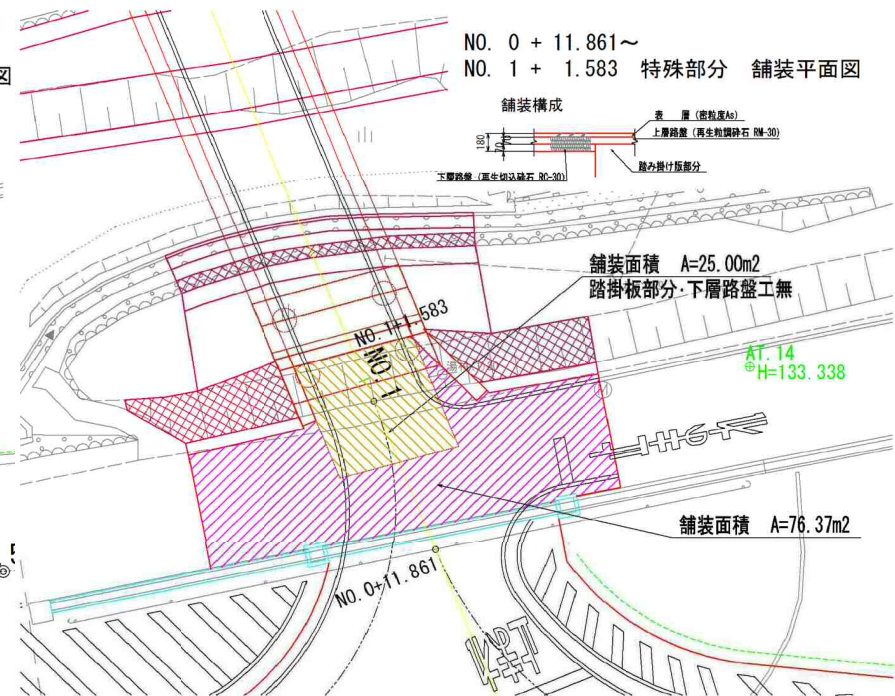 NO. 0 + 11.861～
NO. 1 + 1.583 特殊部分 舗装平面図
図
舗装構成
表 層 (密粒度As)
上層路盤 (再生粒調砕石 RM-30)
180
70
下層路盤 (再生切込砕石 RC-30)
踏み掛け版部分
舗装面積 A=25.00m2
踏掛板部分・下層路盤工無
NO.1+1.583
NO.1
AT.14
H=133.338
舗装面積 A=76.37m2
NO.0+11.861